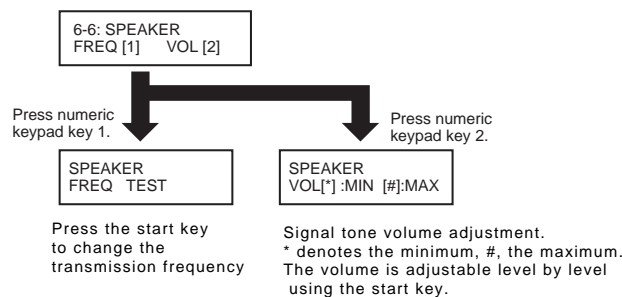 6-6: SPEAKER
FREQ [1] VOL [2]
Press numeric
keypad key 1.
Press numeric
keypad key 2.
SPEAKER
FREQ TEST
SPEAKER
VOL[*] :MIN [#]:MAX
Press the start key
to change the
transmission frequency
Signal tone volume adjustment.
* denotes the minimum, #, the maximum.
The volume is adjustable level by level
using the start key.